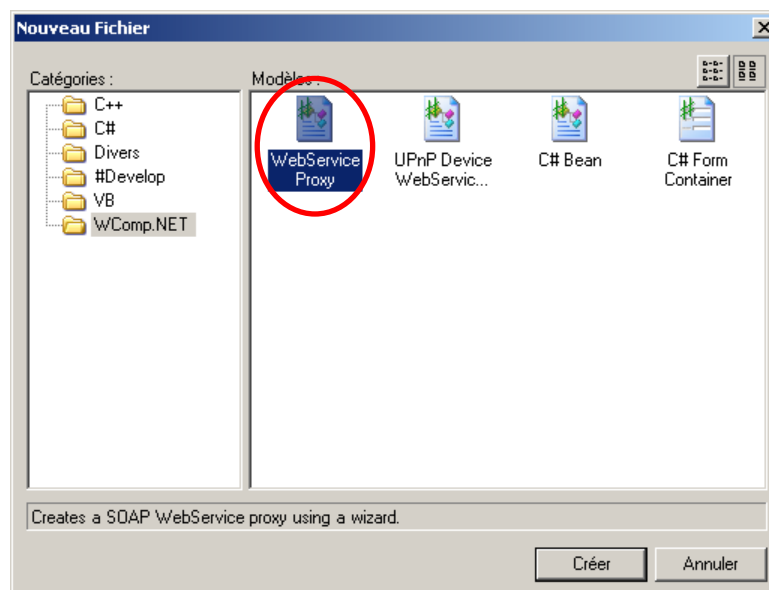 Nouveau Fichier
Catégories :
Modèles :
C++
C#
Divers
#Develop
VB
WComp.NET
WebService
Proxy
UPnP Device
WebServic...
C# Bean
C# Form
Container
Creates a SOAP WebService proxy using a wizard.
Créer
Annuler